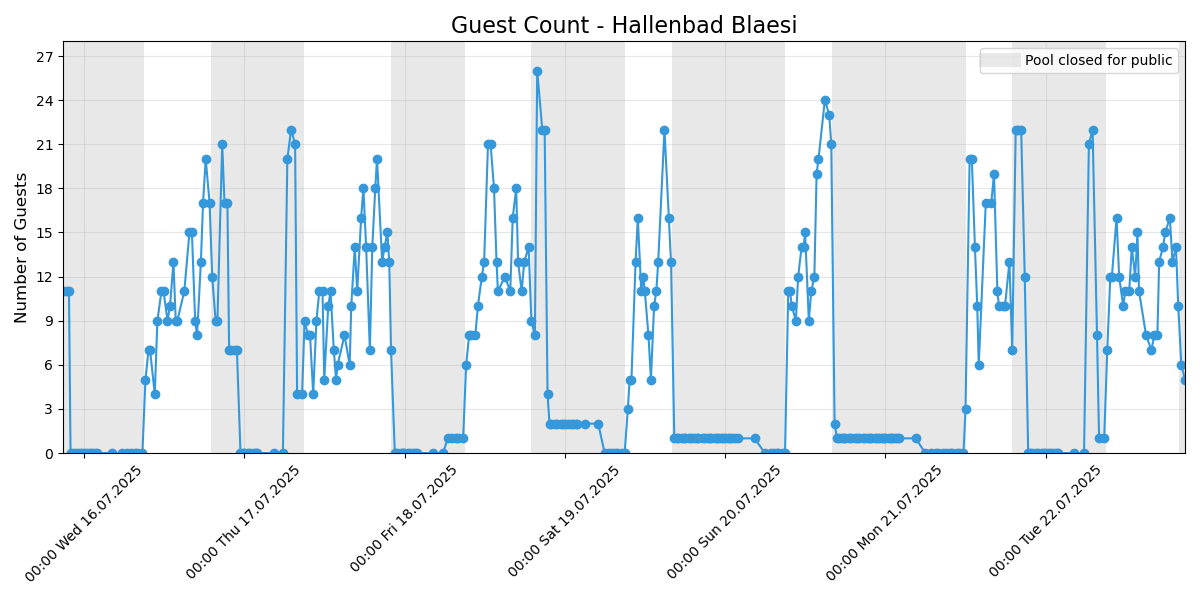 Guest Count - Hallenbad Blaesi
Pool closed for public
Number of Guests
27
24
21
18
15
12
9
6
3
0
00:00 Wed 16.07.2025
00:00 Thu 17.07.2025
00:00 Fri 18.07.2025
00:00 Sat 19.07.2025
00:00 Sun 20.07.2025
00:00 Mon 21.07.2025
00:00 Tue 22.07.2025